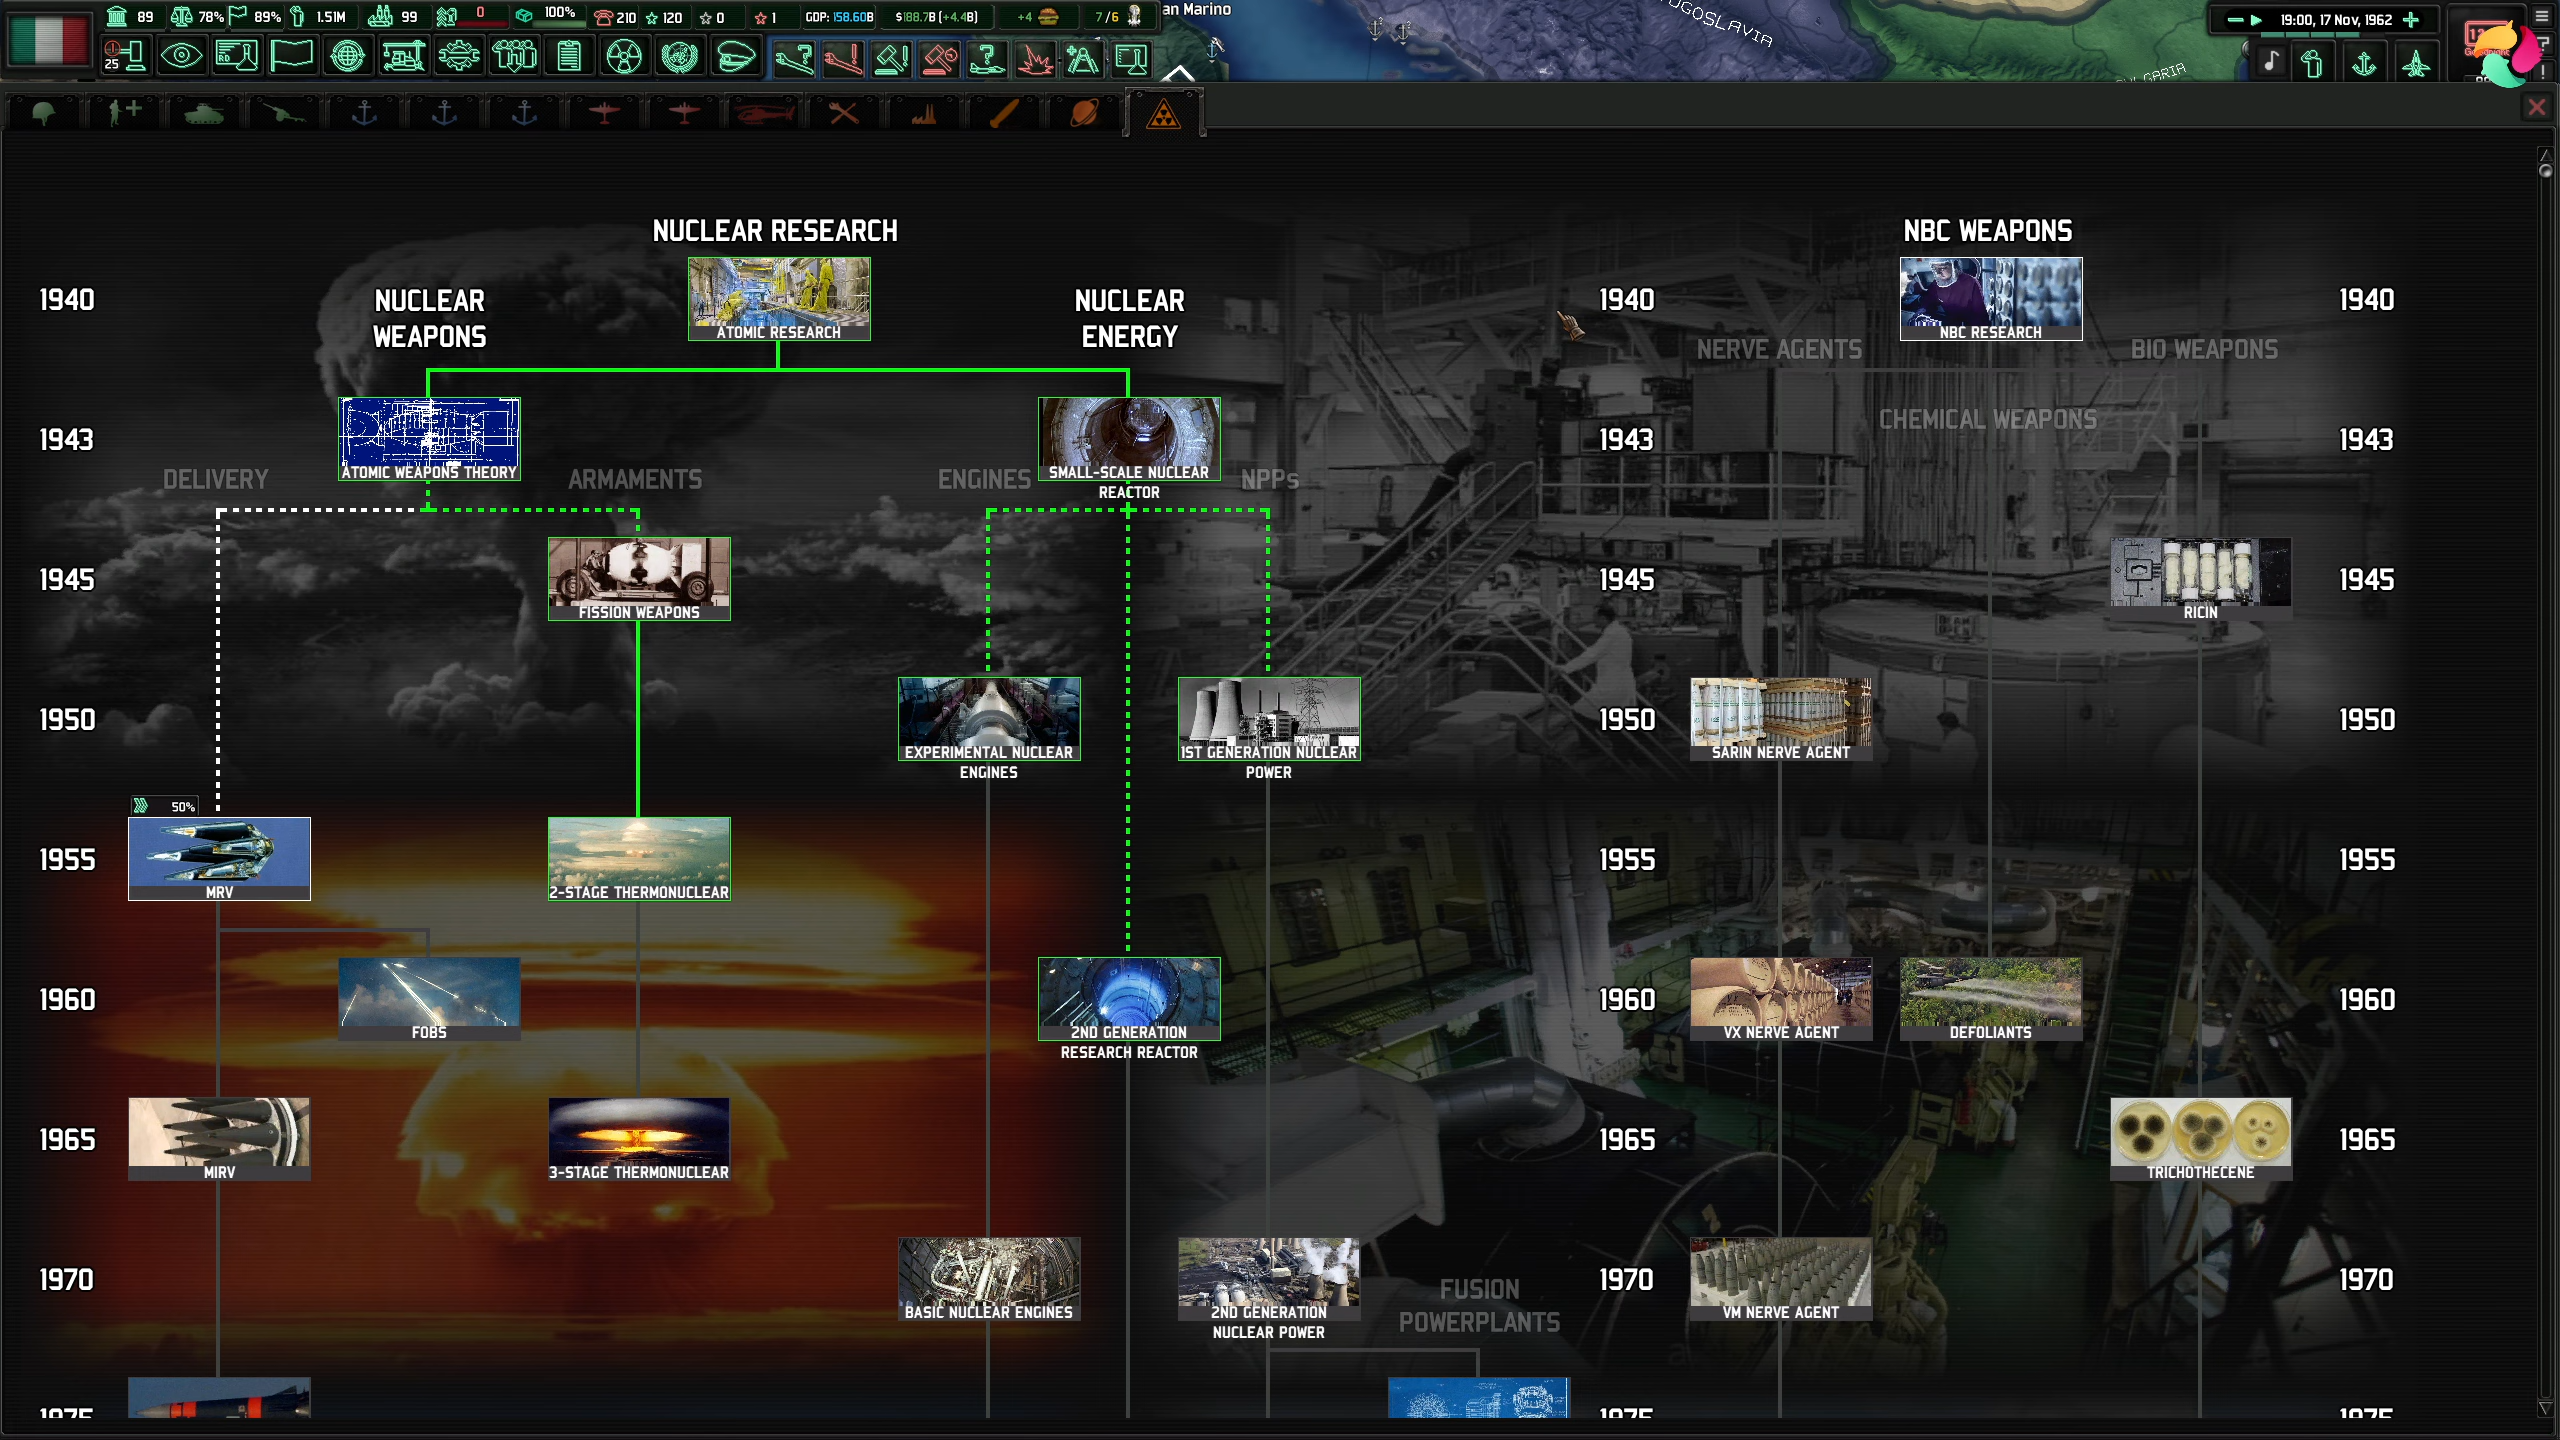 89
78%
89%
1.51M
99
0
100%
210
120
0
1
GDP: 158.60B
$188.7B (+4.4B)
+4
7/6
an Marino
YUGOSLAVIA
BULGARIA
19:00, 17 Nov, 1962
25
NUCLEAR RESEARCH
NBC WEAPONS
1940
NUCLEAR
WEAPONS
ATOMIC RESEARCH
NUCLEAR
ENERGY
1940
NBC RESEARCH
1940
NERVE AGENTS
BIO WEAPONS
CHEMICAL WEAPONS
1943
ATOMIC WEAPONS THEORY
SMALL-SCALE NUCLEAR
REACTOR
1943
1943
DELIVERY
ARMAMENTS
ENGINES
NPPs
1945
FISSION WEAPONS
1945
RICIN
1945
1950
EXPERIMENTAL NUCLEAR
ENGINES
1ST GENERATION NUCLEAR
POWER
1950
SARIN NERVE AGENT
1950
50%
1955
MRV
2-STAGE THERMONUCLEAR
1955
1955
1960
FOBS
2ND GENERATION
RESEARCH REACTOR
1960
VX NERVE AGENT
DEFOLIANTS
1960
1965
MIRV
3-STAGE THERMONUCLEAR
1965
TRICHOTHECENE
1965
1970
BASIC NUCLEAR ENGINES
2ND GENERATION
NUCLEAR POWER
FUSION
POWERPLANTS
1970
VM NERVE AGENT
1970
1975
1975
1975